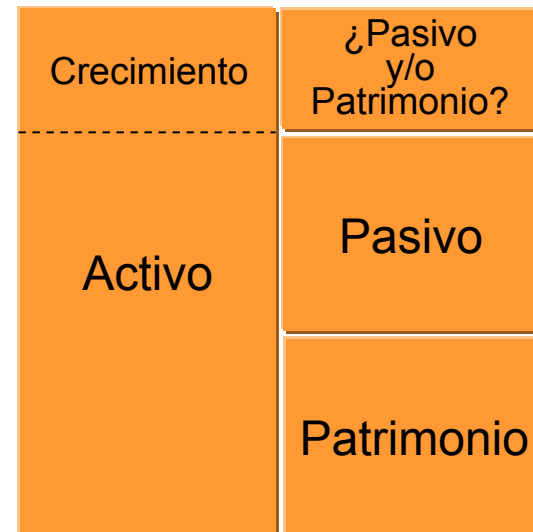 Crecimiento
¿Pasivo
y/o
Patrimonio?
Activo
Pasivo
Patrimonio